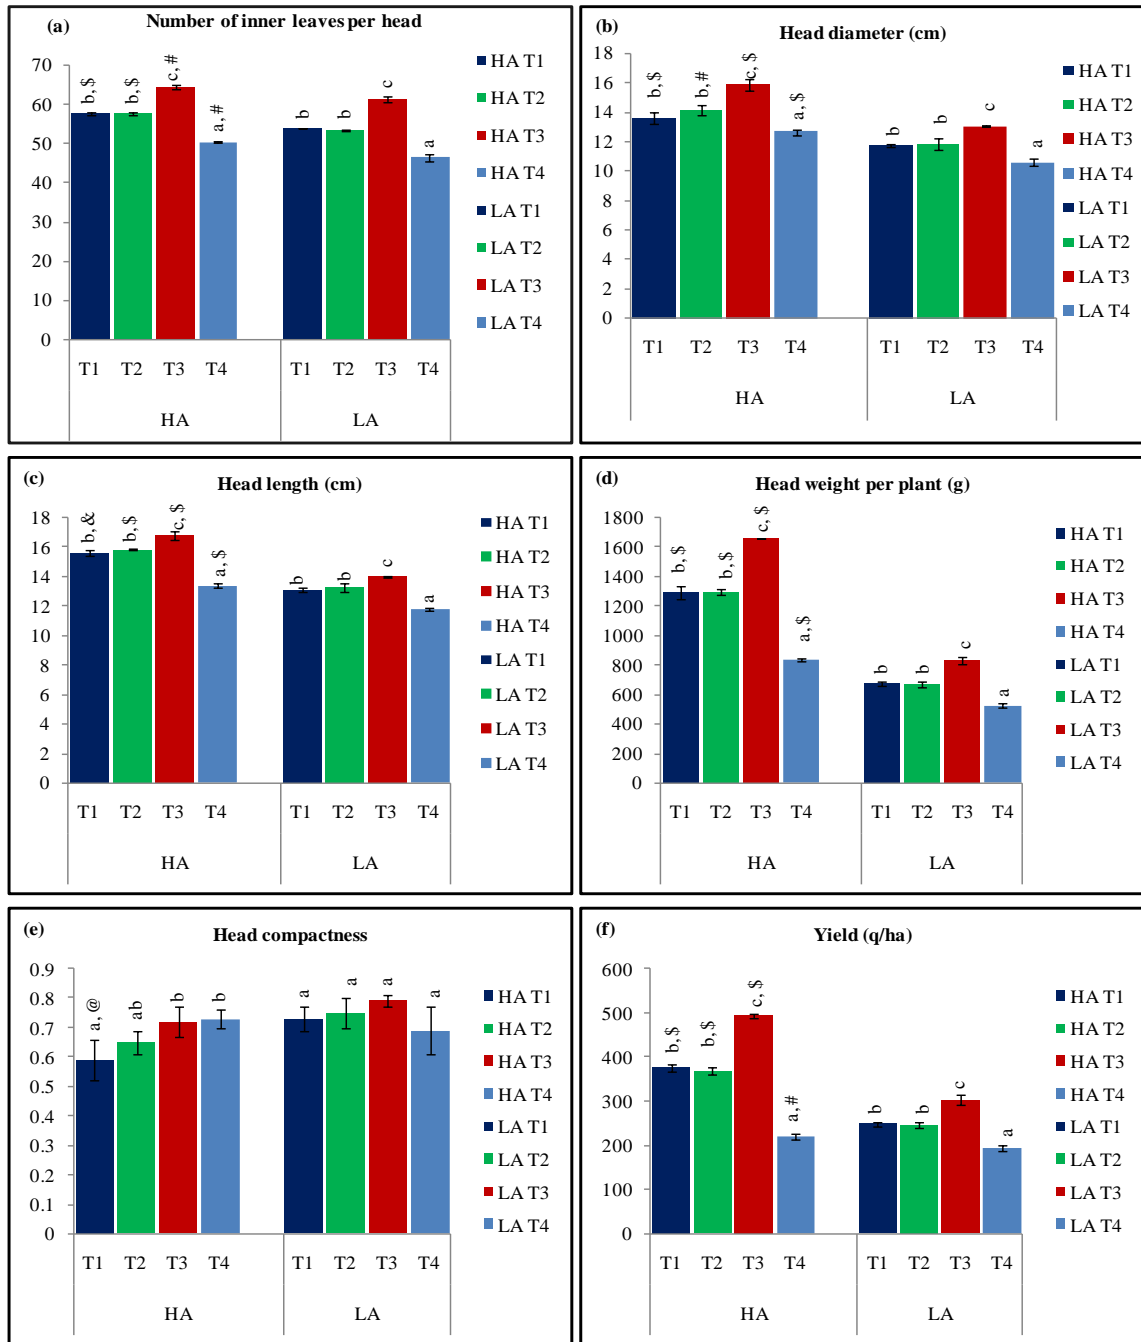 (a) Number of inner leaves per head
70
60
50
40
30
20
10
0
b, $
b, $
c, #
a, #
b
b
c
a
T1 T2 T3 T4 T1 T2 T3 T4
HA LA
HA T1
HA T2
HA T3
HA T4
LA T1
LA T2
LA T3
LA T4
(b) Head diameter (cm)
18
16
14
12
10
8
6
4
2
0
b, $
b, #
c, $
a, $
b
b
c
a
T1 T2 T3 T4 T1 T2 T3 T4
HA LA
HA T1
HA T2
HA T3
HA T4
LA T1
LA T2
LA T3
LA T4
(c) Head length (cm)
18
16
14
12
10
8
6
4
2
0
b, &
b, $
c, $
a, $
b
b
c
a
T1 T2 T3 T4 T1 T2 T3 T4
HA LA
HA T1
HA T2
HA T3
HA T4
LA T1
LA T2
LA T3
LA T4
(d) Head weight per plant (g)
1800
1600
1400
1200
1000
800
600
400
200
0
b, $
b, $
c, $
a, $
b
b
c
a
T1 T2 T3 T4 T1 T2 T3 T4
HA LA
HA T1
HA T2
HA T3
HA T4
LA T1
LA T2
LA T3
LA T4
(e) Head compactness
0.9
0.8
0.7
0.6
0.5
0.4
0.3
0.2
0.1
0
a, @
ab
b
b
a
a
a
a
T1 T2 T3 T4 T1 T2 T3 T4
HA LA
HA T1
HA T2
HA T3
HA T4
LA T1
LA T2
LA T3
LA T4
(f) Yield (q/ha)
600
500
400
300
200
100
0
b, $
b, $
c, $
a, #
b
b
c
a
T1 T2 T3 T4 T1 T2 T3 T4
HA LA
HA T1
HA T2
HA T3
HA T4
LA T1
LA T2
LA T3
LA T4